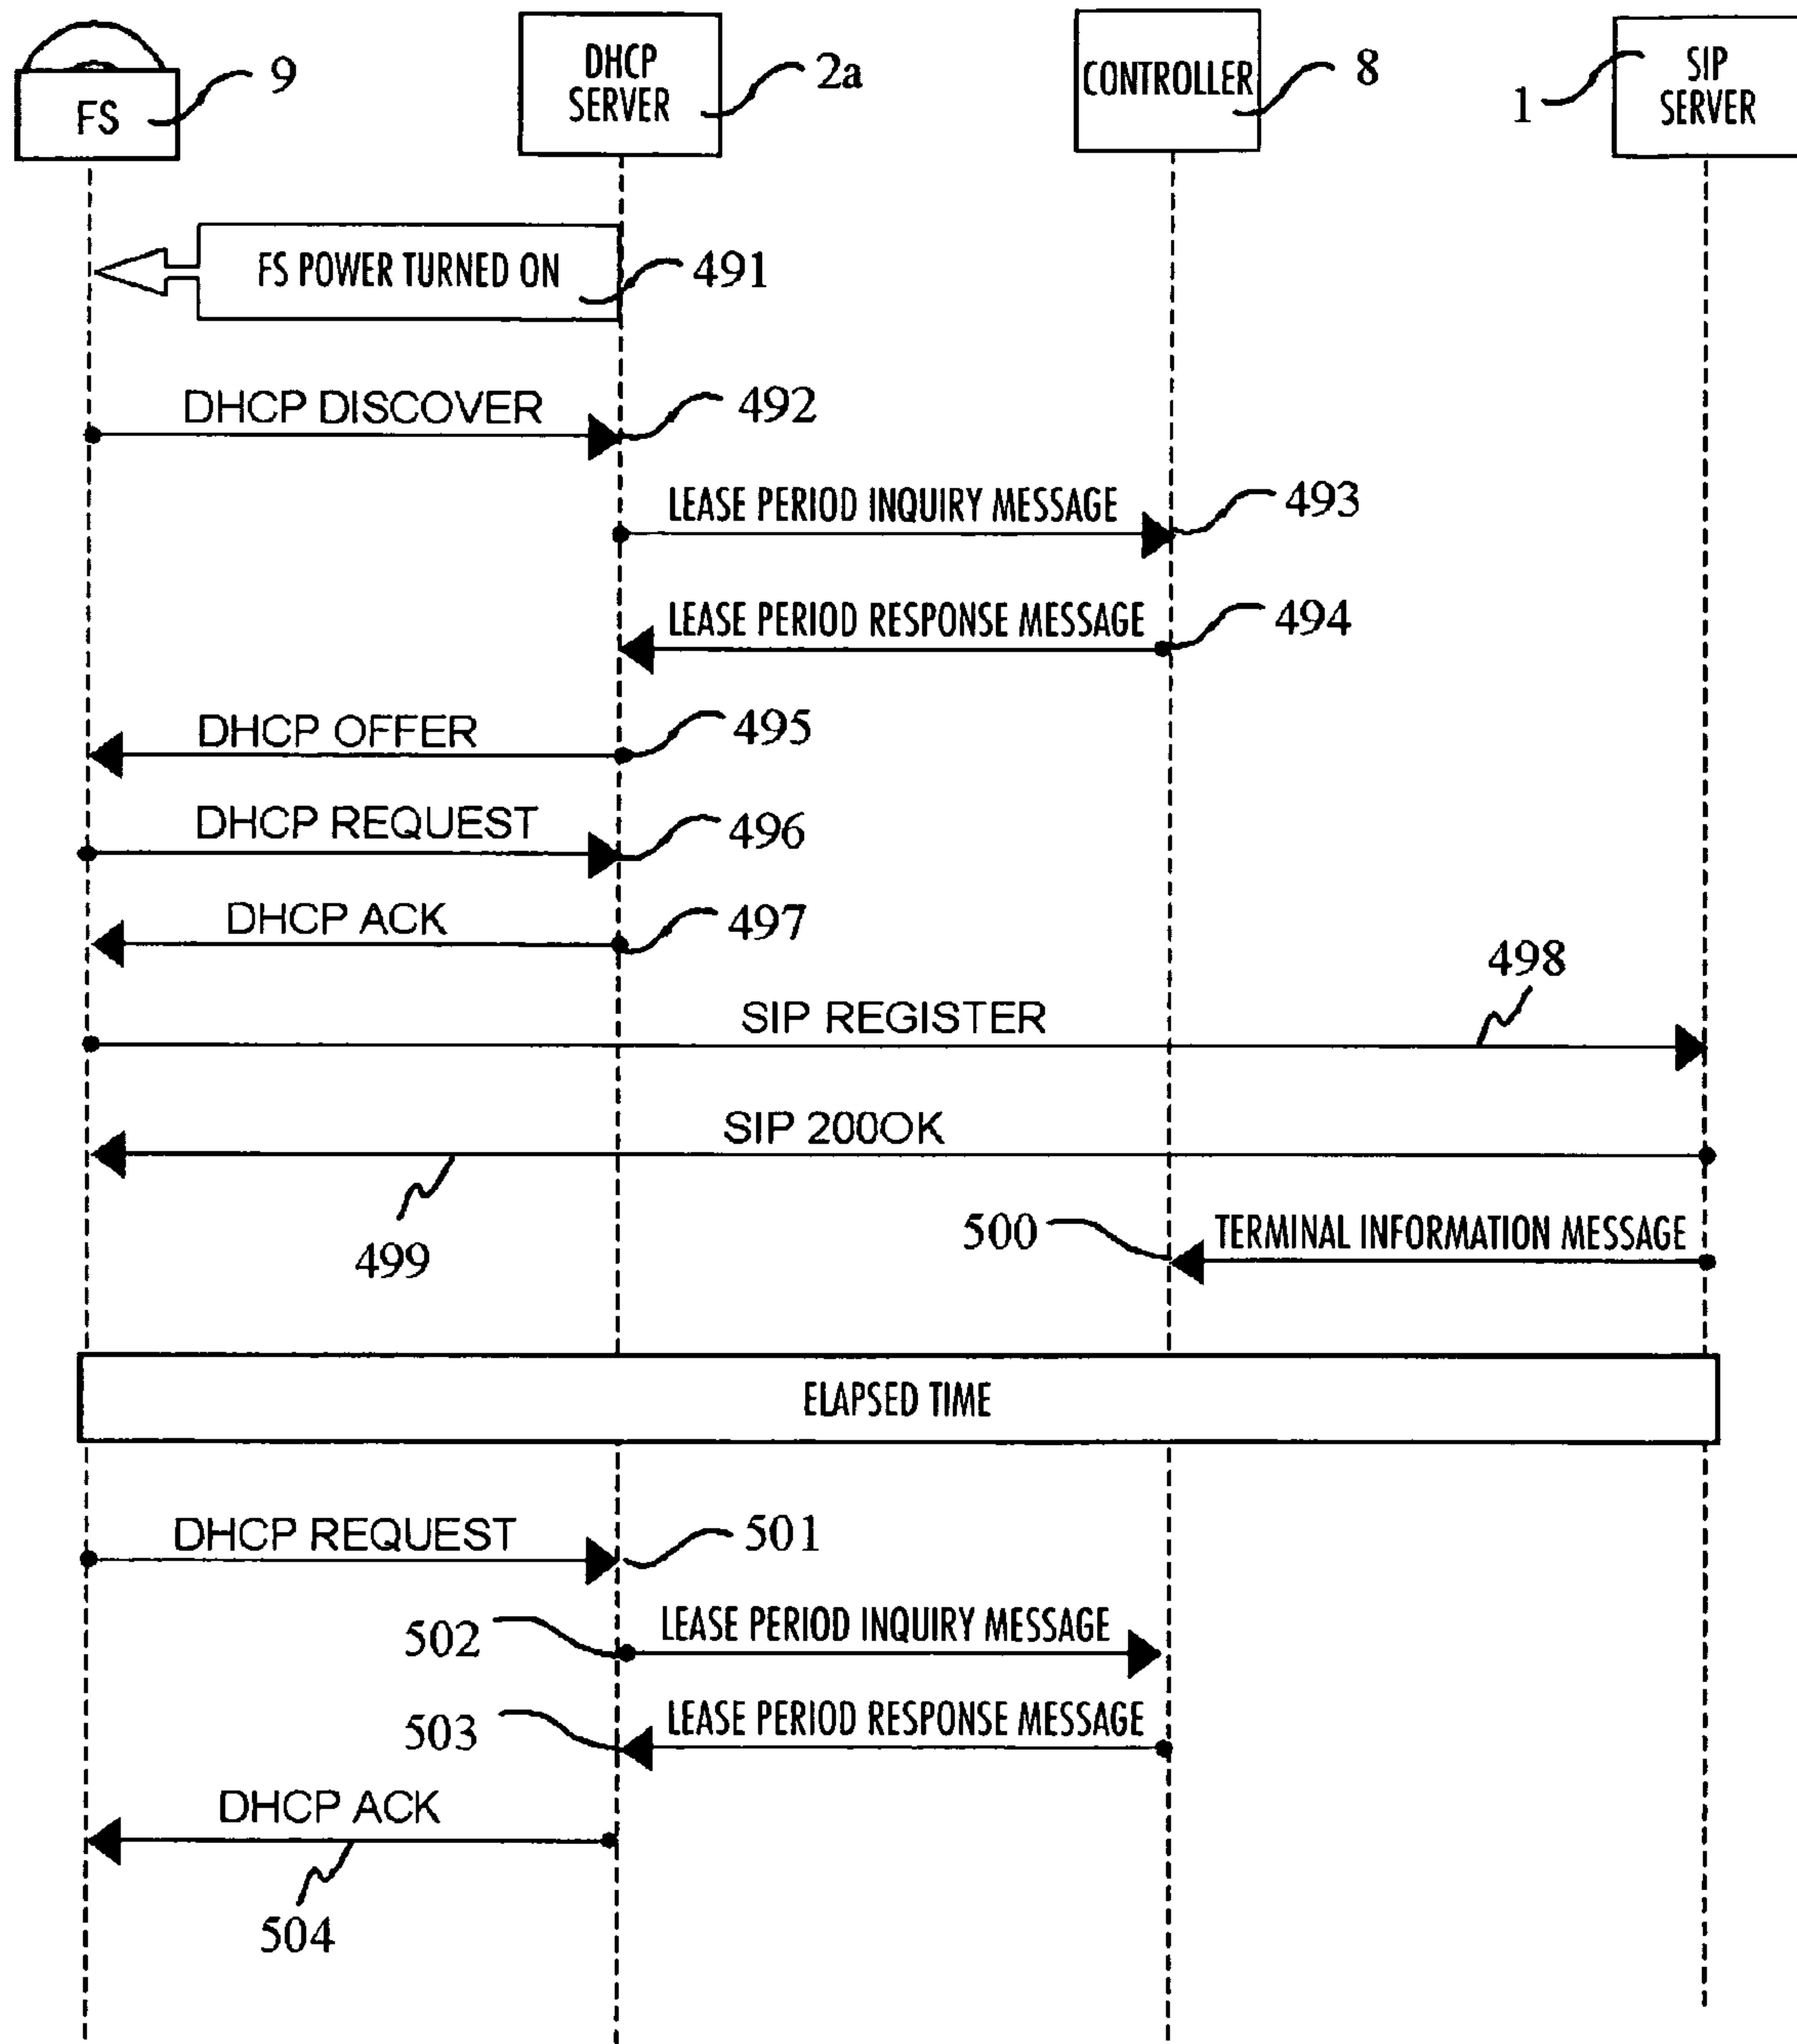 FS
9
DHCP
SERVER
2a
CONTROLLER
8
1
SIP
SERVER
FS POWER TURNED ON
491
DHCP DISCOVER
492
LEASE PERIOD INQUIRY MESSAGE
493
LEASE PERIOD RESPONSE MESSAGE
494
DHCP OFFER
495
DHCP REQUEST
496
DHCP ACK
497
498
SIP REGISTER
SIP 200OK
499
500
TERMINAL INFORMATION MESSAGE
ELAPSED TIME
DHCP REQUEST
501
502
LEASE PERIOD INQUIRY MESSAGE
503
LEASE PERIOD RESPONSE MESSAGE
DHCP ACK
504